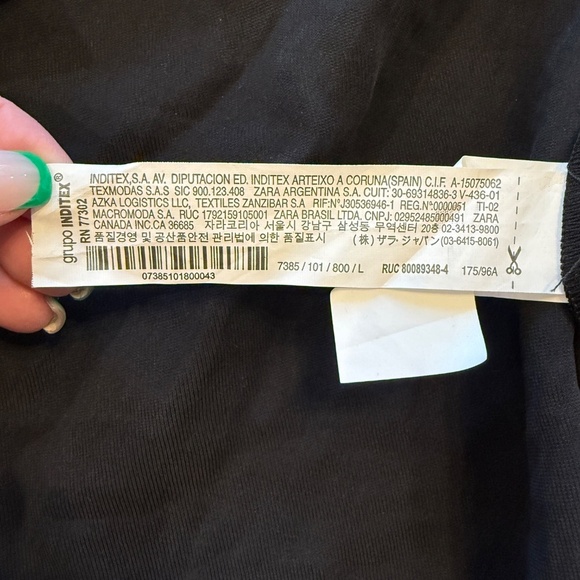 grupo INDITEX®
RN 77302
INDITEX,S.A. AV. DIPUTACION ED. INDITEX ARTEIXO A CORUNA(SPAIN) C.I.F. A-15075062
TEXMODAS S.A.S SIC 900.123.408 ZARA ARGENTINA S.A. CUIT: 30-69314836-3 V-436-01
AZKA LOGISTICS LLC, TEXTILES ZANZIBAR S.A. RIF:N°J30536946-1 REG.N°0000051 TI-02
MACROMODA S.A. RUC 1792159105001 ZARA BRASIL LTDA. CNPJ: 02952485000491 ZARA
CANADA INC.CA 36685 자라코리아 서울시 강남구 삼성동 무역센터 20층 02-3413-9800
품질경영 및 공산품안전 관리법에 의한 품질표시 (株) ザラ·ジャパン (03-6415-8061)
07385101800043
7385 / 101 / 800 / L RUC 80089348-4 175/96A